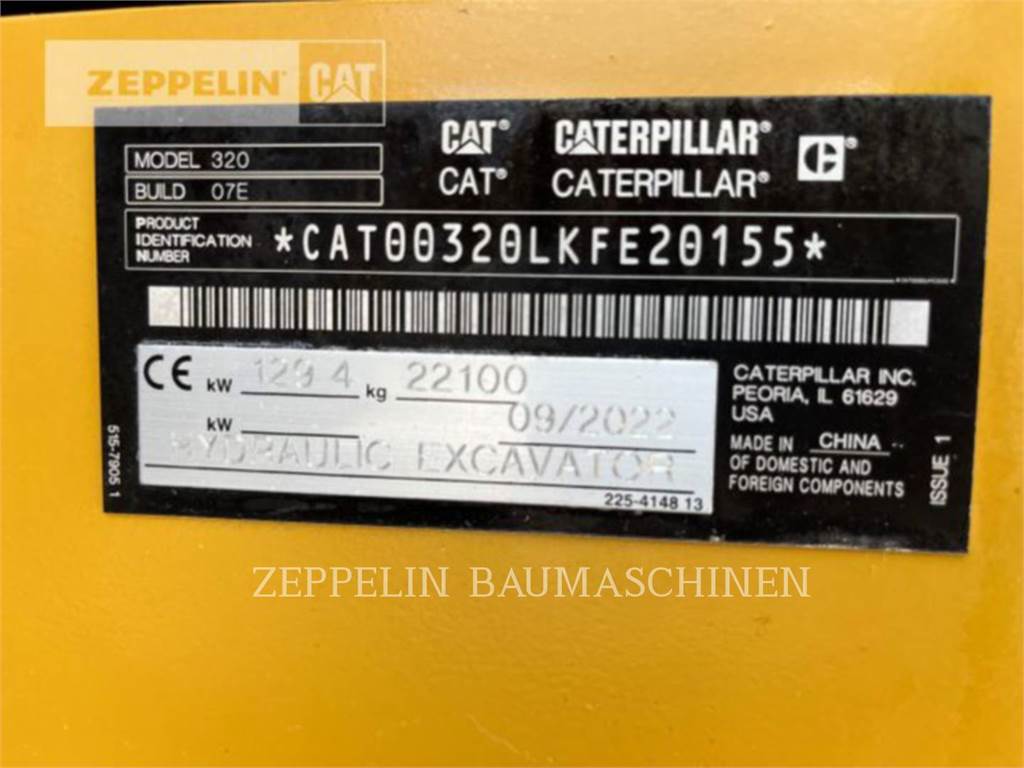 ZEPPELIN® CAT
CAT® CATERPILLAR®
CAT® CATERPILLAR®
MODEL 320
BUILD 07E
PRODUCT IDENTIFICATION NUMBER
*CAT00320LKFE20155*
CE kW 129.4 kg 22100
kW 09/2022
HYDRAULIC EXCAVATOR
225-4148 13
515-7905 1
CATERPILLAR INC.
PEORIA, IL 61629
USA
MADE IN CHINA
OF DOMESTIC AND
FOREIGN COMPONENTS
ISSUE 1
ZEPPELIN BAUMASCHINEN